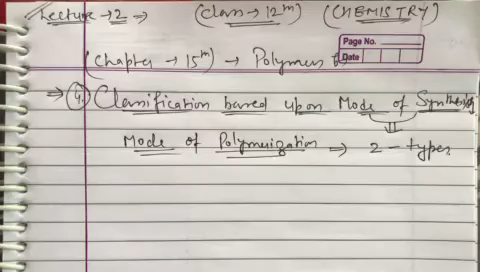 Lecture → 2 ⇒ (Class → 12th) (CHEMISTRY)
Page No.
Date
(Chapter → 15th) → Polymers
⇒ 4. Classification based upon Mode of Synthesis
Mode of Polymerization ⇒ 2 - types